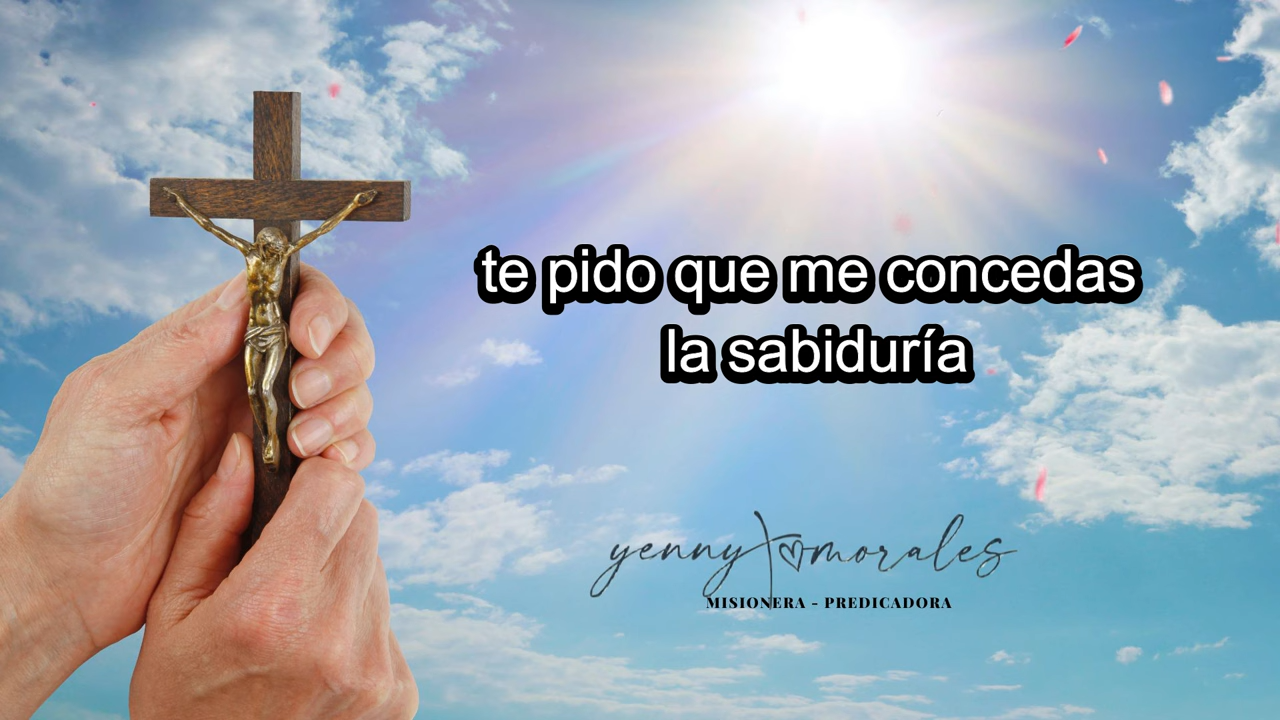 te pido que me concedas
la sabiduría
yenny morales
MISIONERA - PREDICADORA